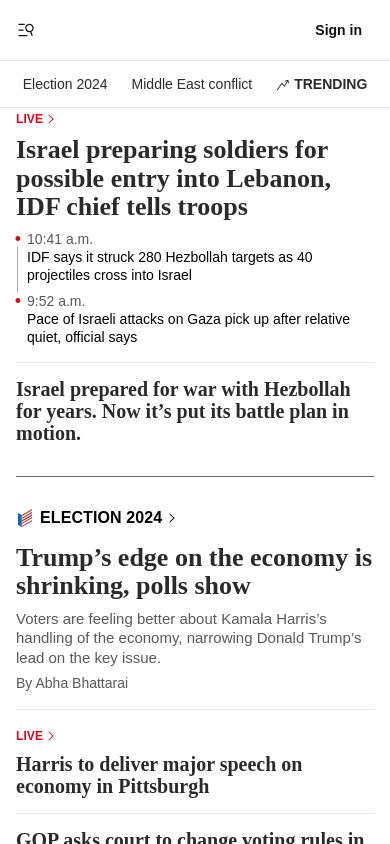 Sign in
Election 2024
Middle East conflict
TRENDING
LIVE
Israel preparing soldiers for
possible entry into Lebanon,
IDF chief tells troops
10:41 a.m.
IDF says it struck 280 Hezbollah targets as 40
projectiles cross into Israel
9:52 a.m.
Pace of Israeli attacks on Gaza pick up after relative
quiet, official says
Israel prepared for war with Hezbollah
for years. Now it’s put its battle plan in
motion.
ELECTION 2024
Trump’s edge on the economy is
shrinking, polls show
Voters are feeling better about Kamala Harris’s
handling of the economy, narrowing Donald Trump’s
lead on the key issue.
By Abha Bhattarai
LIVE
Harris to deliver major speech on
economy in Pittsburgh
GOP asks court to change voting rules in